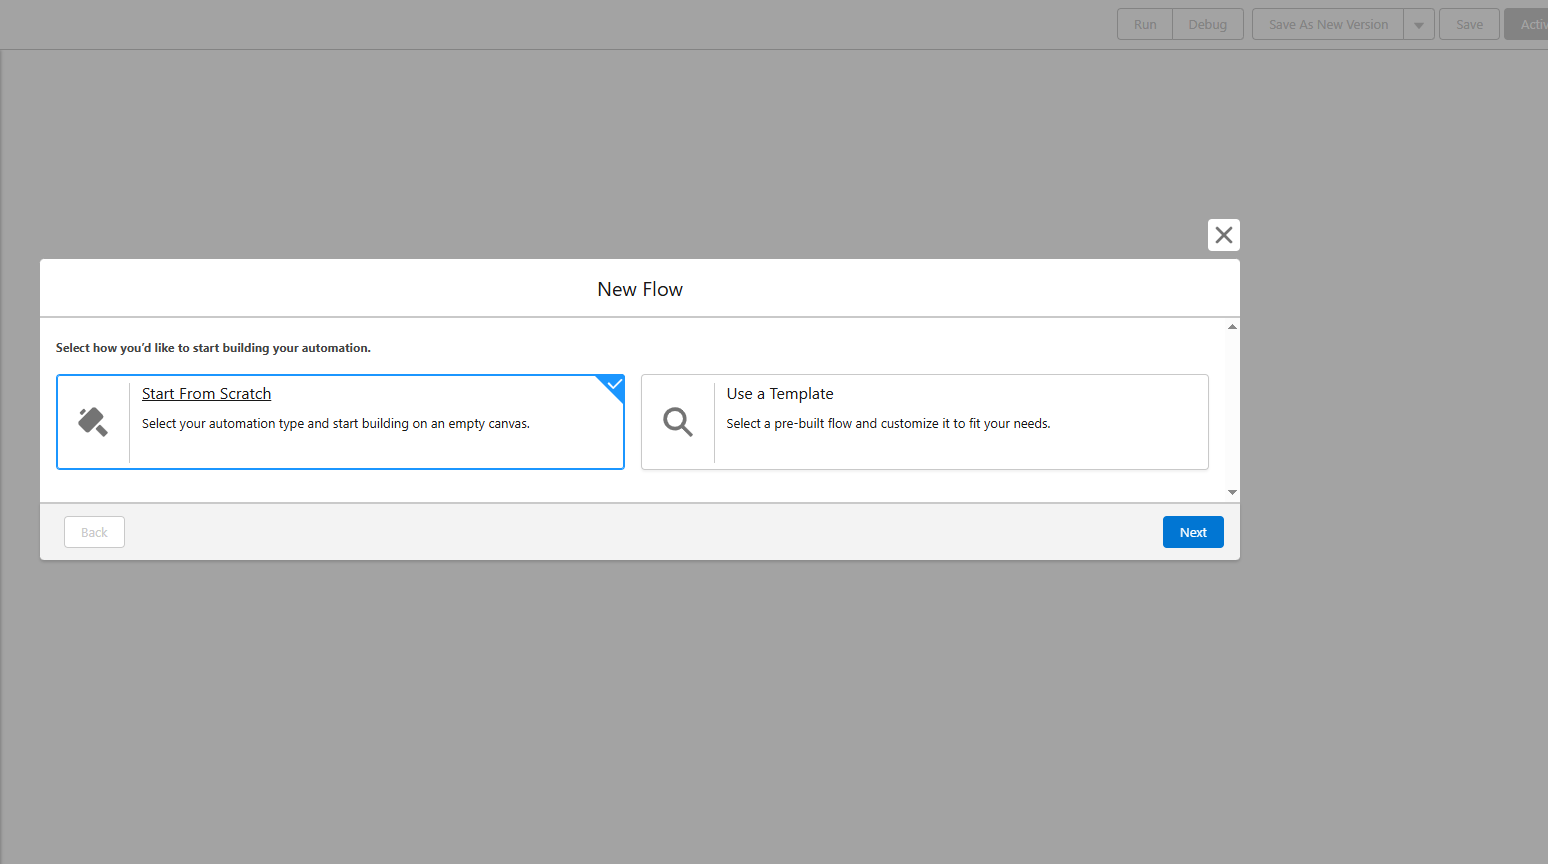 Run Debug Save As New Version Save
New Flow
Select how you’d like to start building your automation.
Start From Scratch
Select your automation type and start building on an empty canvas.
Use a Template
Select a pre-built flow and customize it to fit your needs.
Back Next